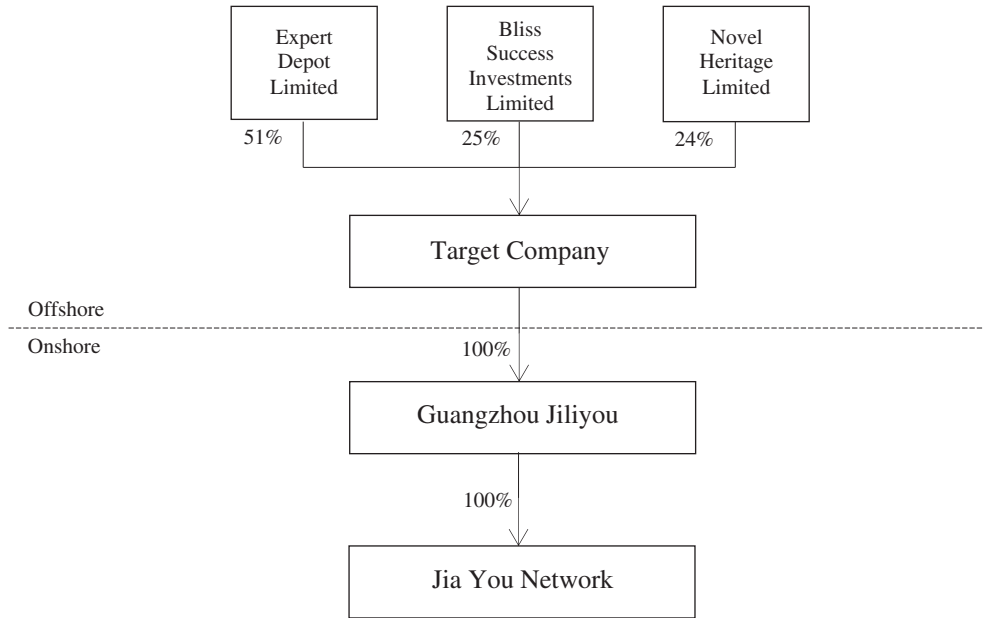 Expert
Depot
Limited
Bliss
Success
Investments
Limited
Novel
Heritage
Limited
51%
25%
24%
Target Company
Offshore
Onshore
100%
Guangzhou Jiliyou
100%
Jia You Network